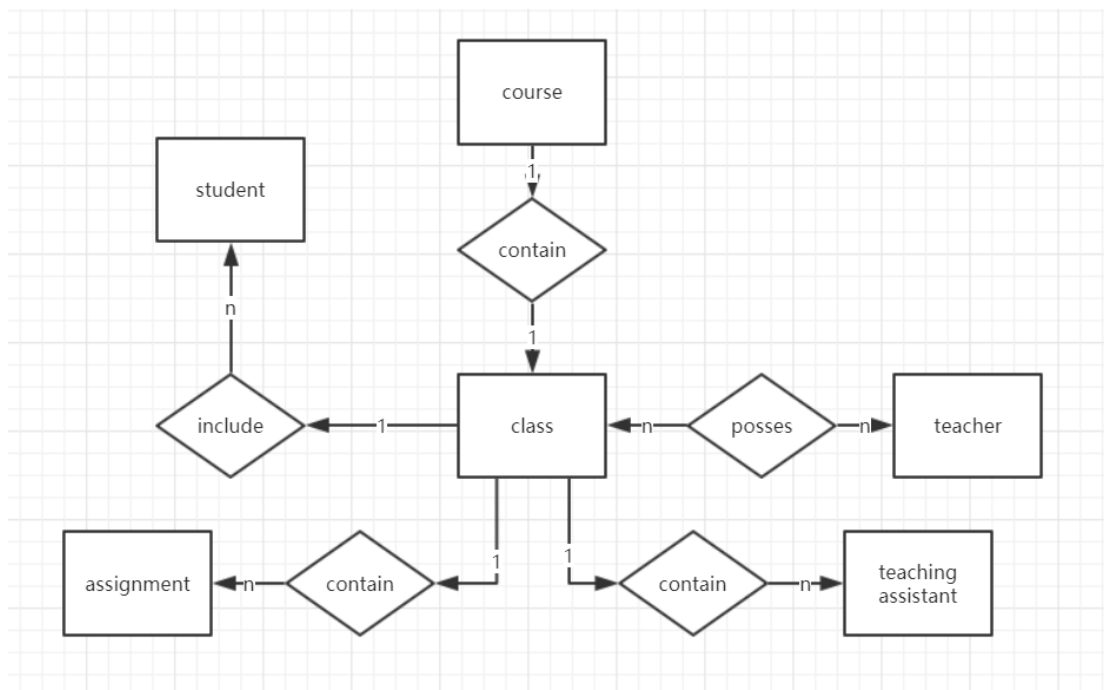 course
1
student
contain
n
1
include
1
class
n
posses
n
teacher
1
1
assignment
n
contain
contain
n
teaching
assistant